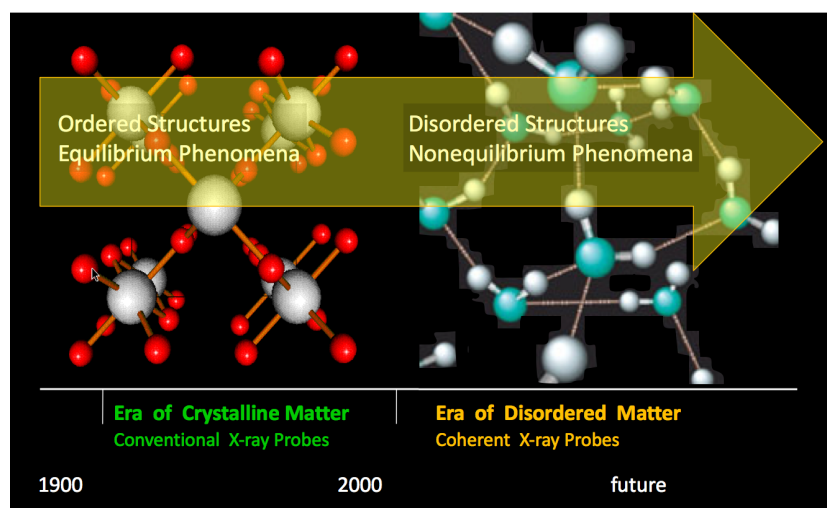 Ordered Structures
Equilibrium Phenomena
Disordered Structures
Nonequilibrium Phenomena
Era of Crystalline Matter
Conventional X-ray Probes
Era of Disordered Matter
Coherent X-ray Probes
1900
2000
future